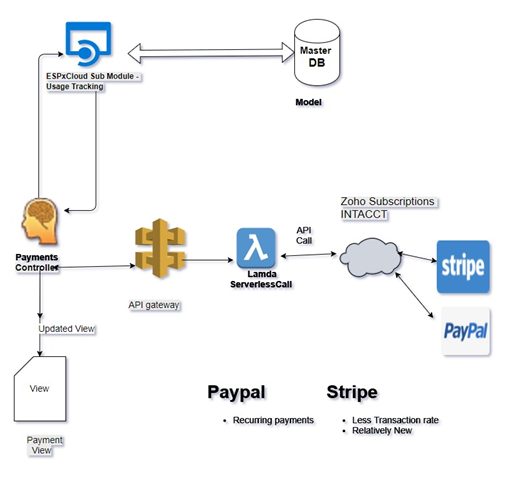 Master
DB
ESPxCloud Sub Module -
Usage Tracking
Model
Zoho Subscriptions
INTACCT
API
Call
Payments
Controller
λ
Lamda
ServerlessCall
stripe
API gateway
Updated View
PayPal
View
Paypal
Stripe
• Recurring payments
• Less Transaction rate
• Relatively New
Payment
View